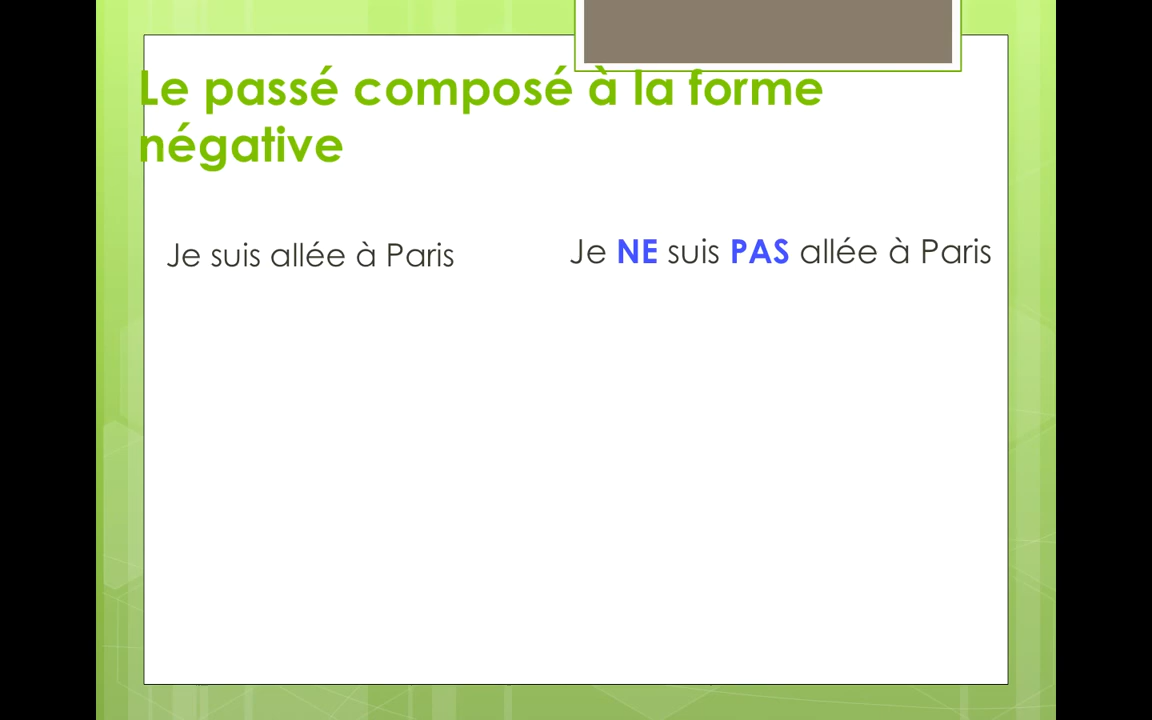 Le passé composé à la forme
négative
Je suis allée à Paris
Je NE suis PAS allée à Paris